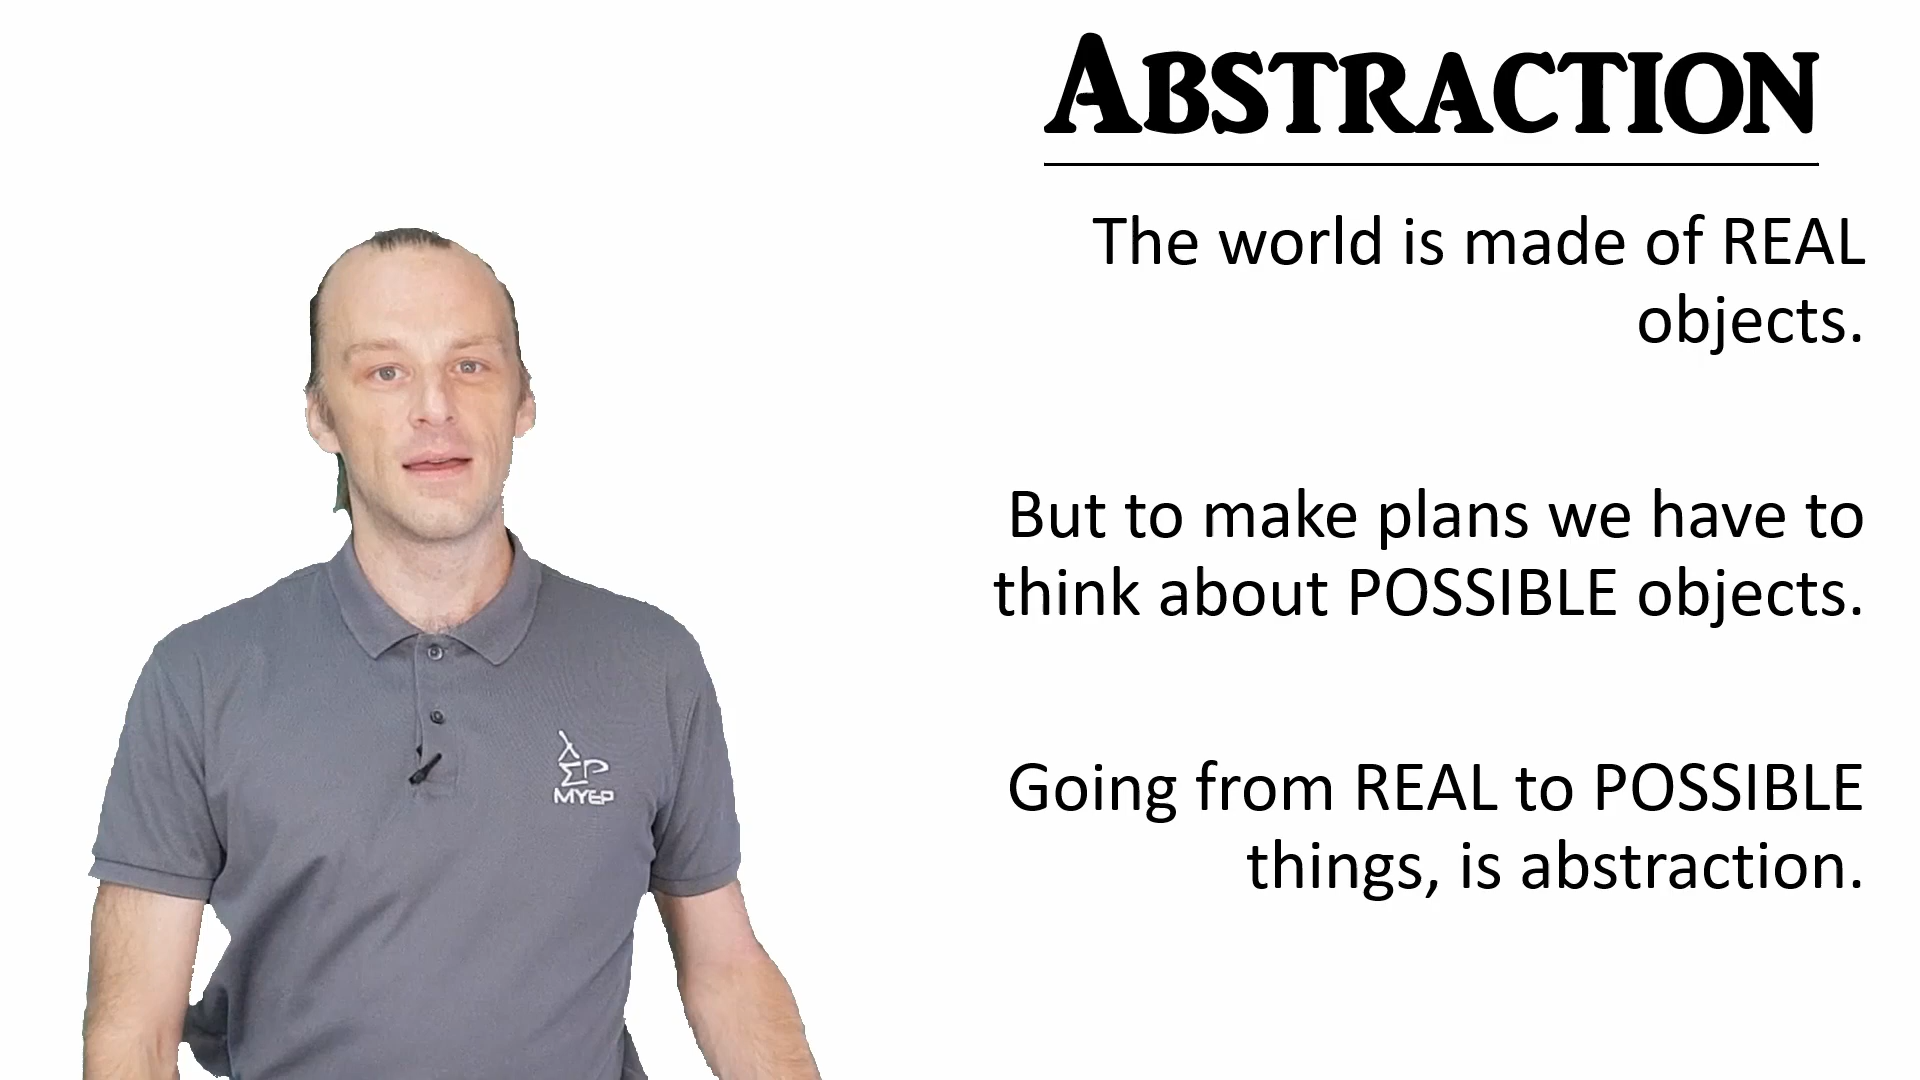 ABSTRACTION
The world is made of REAL
objects.
But to make plans we have to
think about POSSIBLE objects.
Going from REAL to POSSIBLE
things, is abstraction.
MYEP